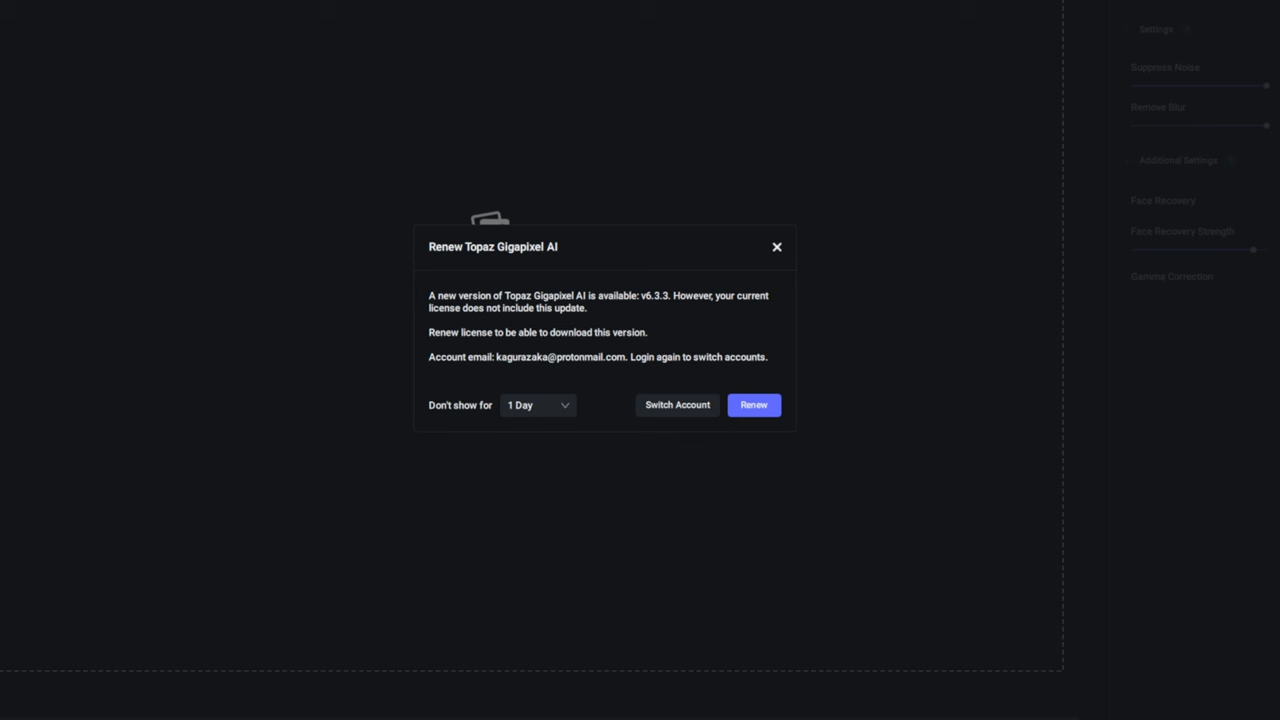 Settings
Suppress Noise
Remove Blur
Additional Settings
Face Recovery
Face Recovery Strength
Gamma Correction
Renew Topaz Gigapixel AI
A new version of Topaz Gigapixel AI is available: v6.3.3. However, your current
license does not include this update.
Renew license to be able to download this version.
Account email: kagurazaka@protonmail.com. Login again to switch accounts.
Don't show for 1 Day Switch Account Renew